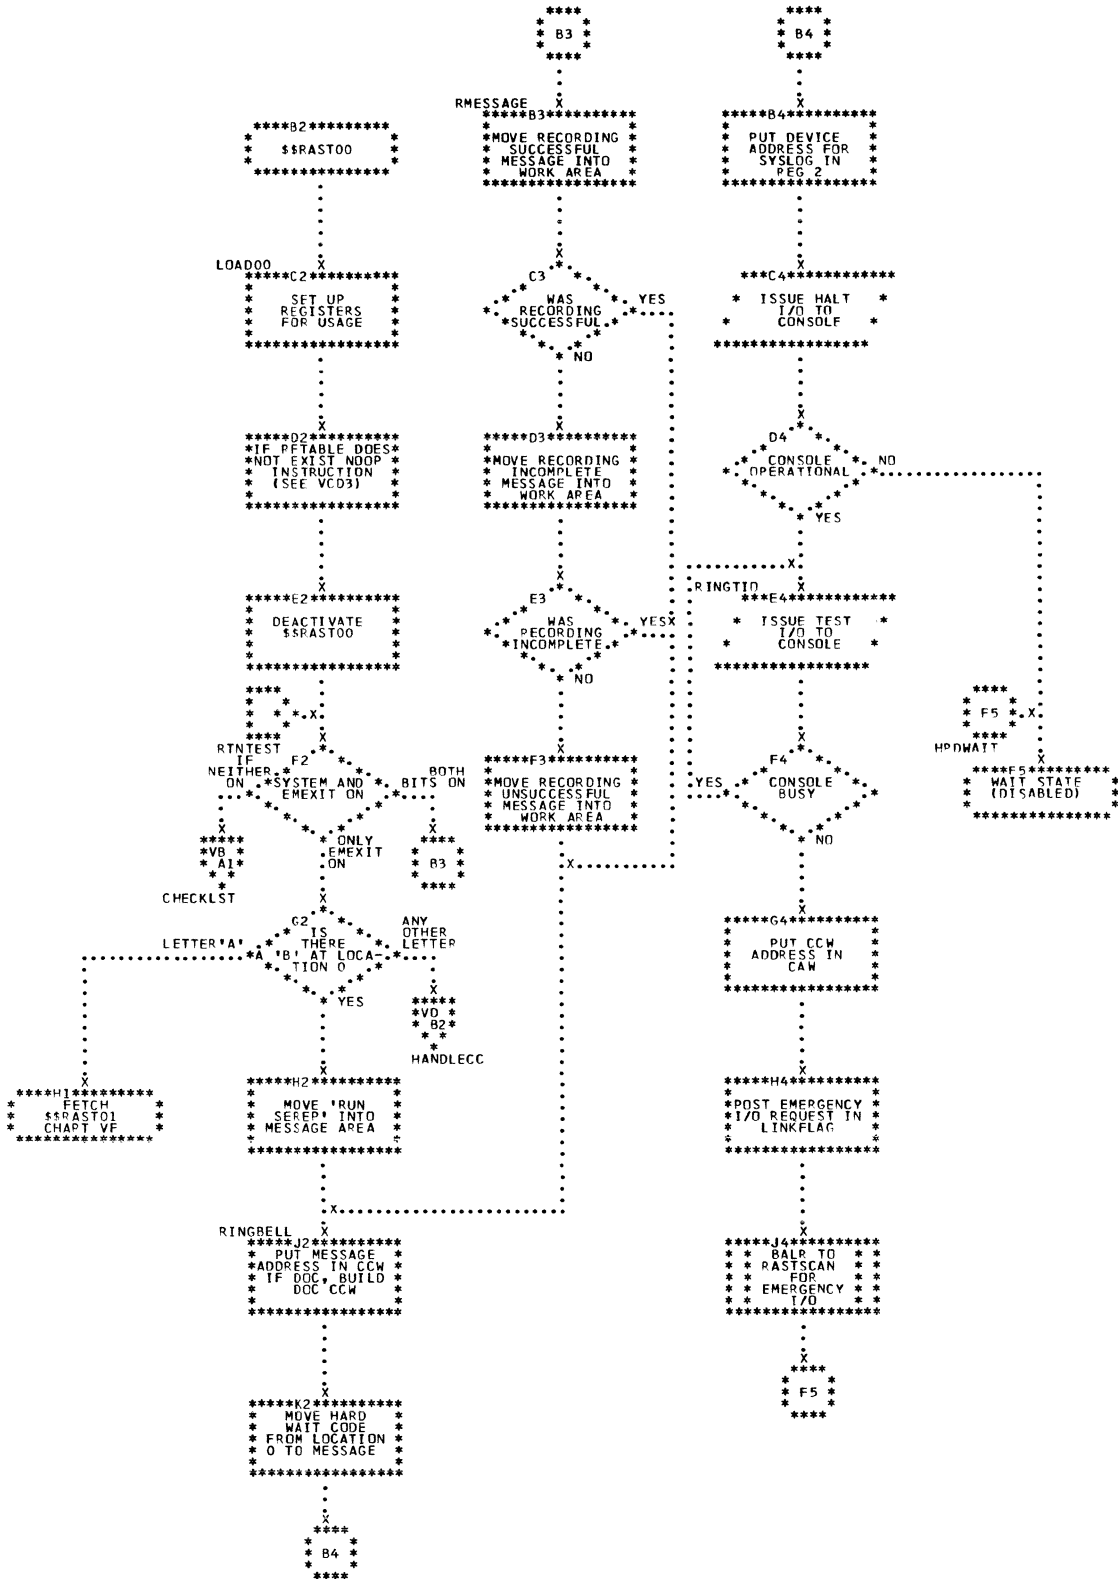 B3
B4
RMESSAGE
B3
MOVE RECORDING
SUCCESSFUL
MESSAGE INTO
WORK AREA
B4
PUT DEVICE
ADDRESS FOR
SYSLOG IN
REG 2
B2
$$RAST00
LOAD00
C2
SET UP
REGISTERS
FOR USAGE
C3
WAS
RECORDING
SUCCESSFUL
YES
NO
C4
ISSUE HALT
I/O TO
CONSOLE
D2
IF PFTABLE DOES
NOT EXIST NOOP
INSTRUCTION
(SEE VCD3)
D3
MOVE RECORDING
INCOMPLETE
MESSAGE INTO
WORK AREA
D4
CONSOLE
OPERATIONAL
NO
YES
E2
DEACTIVATE
$$RAST00
E3
WAS
RECORDING
INCOMPLETE
YES
NO
RINGTIO
E4
ISSUE TEST
I/O TO
CONSOLE
RTNTEST
IF
NEITHER
ON
F2
SYSTEM AND
EMEXIT ON
BOTH
BITS ON
ONLY
EMEXIT
ON
VB
A1
CHECKLST
B3
F3
MOVE RECORDING
UNSUCCESSFUL
MESSAGE INTO
WORK AREA
F4
CONSOLE
BUSY
YES
NO
F5
HRDWAIT
F5
WAIT STATE
(DISABLED)
G2
IS
THERE
A 'B' AT LOCA-
TION 0
LETTER'A'
ANY
OTHER
LETTER
YES
VD
B2
HANDLECC
G4
PUT CCW
ADDRESS IN
CAW
H1
FETCH
$$RAST01
CHAPT VF
H2
MOVE 'RUN
SEREP' INTO
MESSAGE AREA
H4
POST EMERGENCY
I/O REQUEST IN
LINKFLAG
RINGBELL
J2
PUT MESSAGE
ADDRESS IN CCW
IF DOC, BUILD
DOC CCW
J4
BALR TO
RASTSCAN
FOR
EMERGENCY
I/O
F5
K2
MOVE HARD
WAIT CODE
FROM LOCATION
0 TO MESSAGE
B4